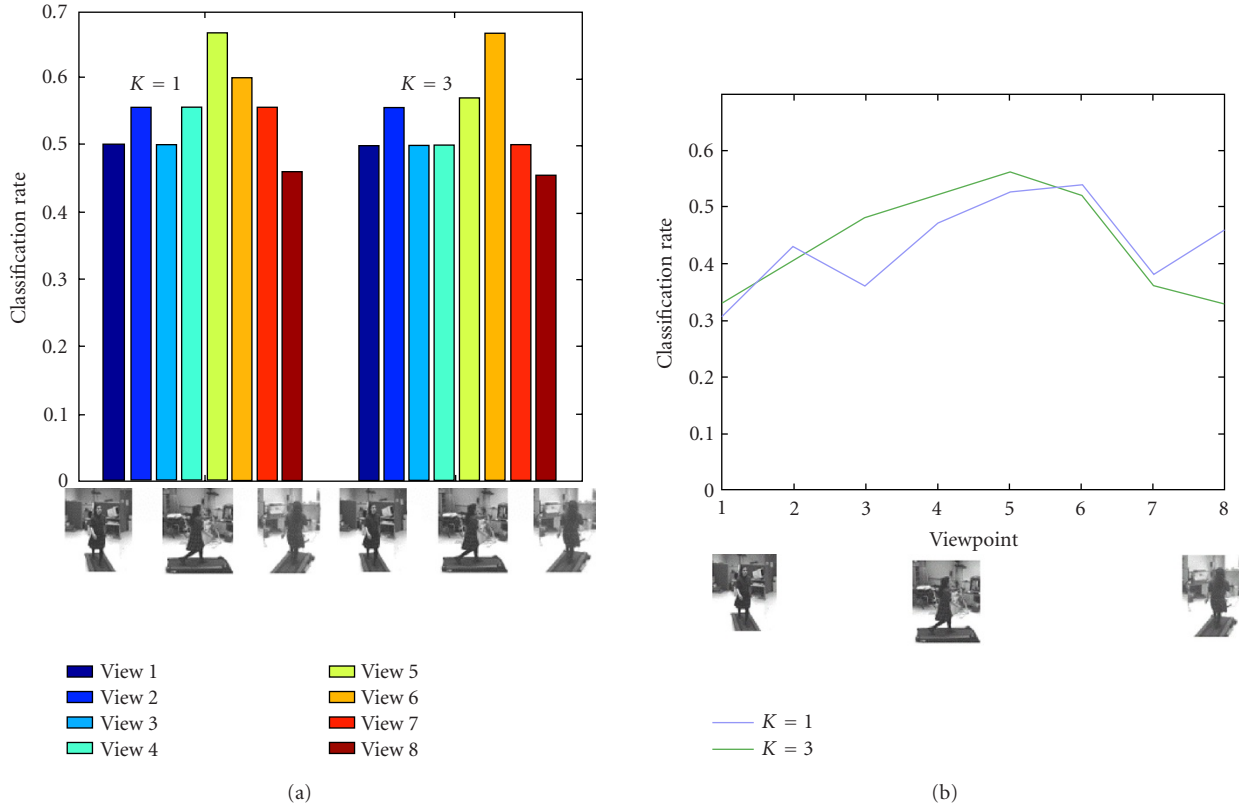 0.7
0.6
0.5
0.4
0.3
0.2
0.1
0
Classification rate
K = 1
K = 3
View 1
View 2
View 3
View 4
View 5
View 6
View 7
View 8
(a)
0.6
0.5
0.4
0.3
0.2
0.1
0
Classification rate
1 2 3 4 5 6 7 8
Viewpoint
K = 1
K = 3
(b)